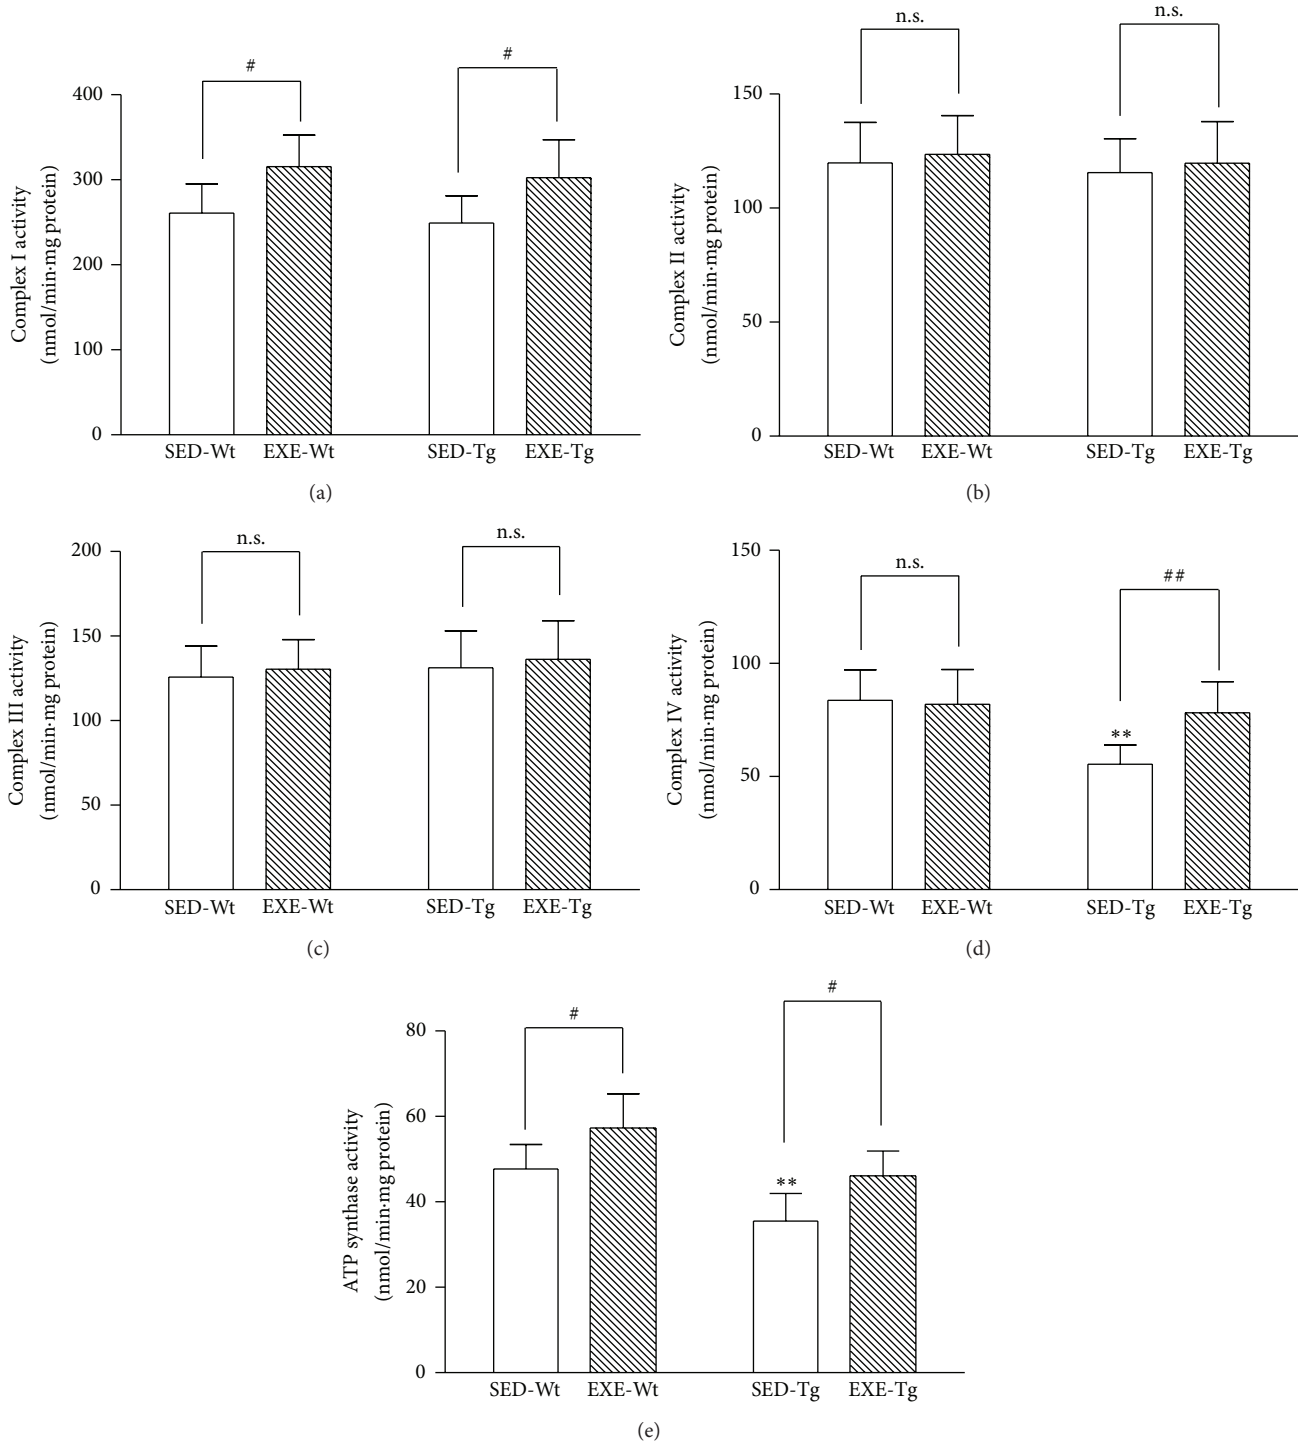 #
#
400
300
200
100
0
Complex I activity
(nmol/min·mg protein)
SED-Wt EXE-Wt SED-Tg EXE-Tg
(a)
n.s.
n.s.
150
100
50
0
Complex II activity
(nmol/min·mg protein)
SED-Wt EXE-Wt SED-Tg EXE-Tg
(b)
n.s.
n.s.
200
150
100
50
0
Complex III activity
(nmol/min·mg protein)
SED-Wt EXE-Wt SED-Tg EXE-Tg
(c)
n.s.
##
**
150
100
50
0
Complex IV activity
(nmol/min·mg protein)
SED-Wt EXE-Wt SED-Tg EXE-Tg
(d)
#
#
**
80
60
40
20
0
ATP synthase activity
(nmol/min·mg protein)
SED-Wt EXE-Wt SED-Tg EXE-Tg
(e)